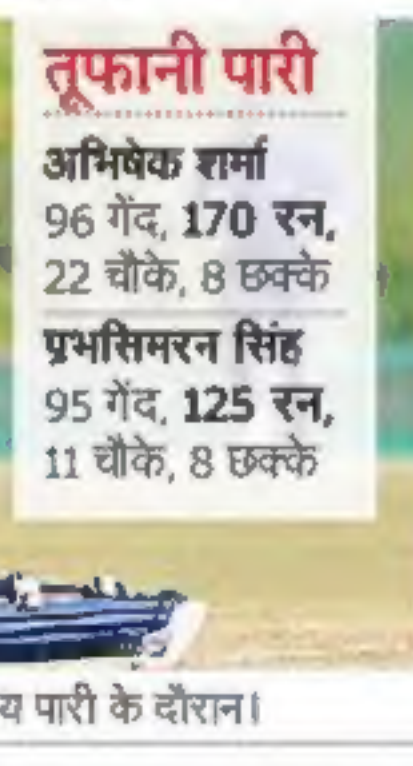 तूफानी पारी
अभिषेक शर्मा
96 गेंद, 170 रन,
22 चौके, 8 छक्के
प्रभसिमरन सिंह
95 गेंद, 125 रन,
11 चौके, 8 छक्के
य पारी के दौरान।